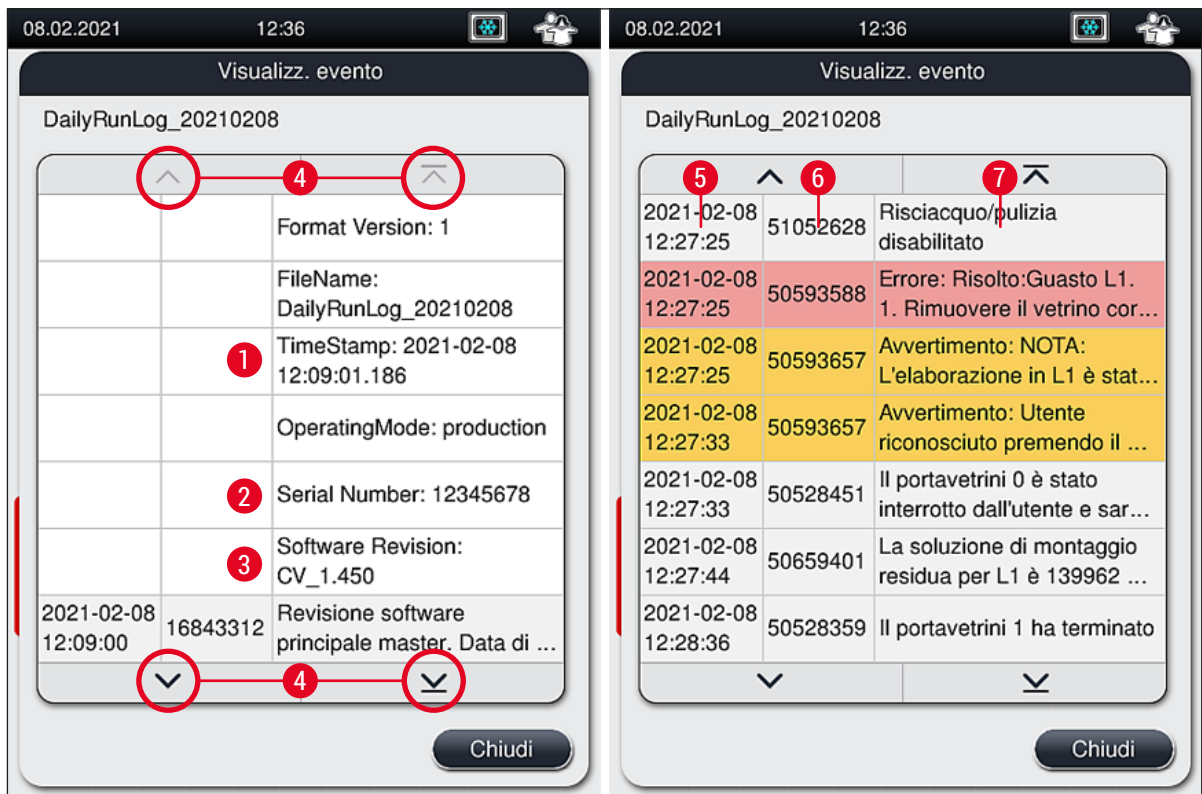 08.02.2021 12:36
Visualizz. evento
DailyRunLog_20210208
4
Format Version: 1
FileName:
DailyRunLog_20210208
1
TimeStamp: 2021-02-08
12:09:01.186
OperatingMode: production
2
Serial Number: 12345678
3
Software Revision:
CV_1.450
2021-02-08
12:09:00
16843312
Revisione software
principale master. Data di ...
4
Chiudi
08.02.2021 12:36
Visualizz. evento
DailyRunLog_20210208
5 6 7
2021-02-08
12:27:25
51052628
Risciacquo/pulizia
disabilitato
2021-02-08
12:27:25
50593588
Errore: Risolto:Guasto L1.
1. Rimuovere il vetrino cor...
2021-02-08
12:27:25
50593657
Avvertimento: NOTA:
L'elaborazione in L1 è stat...
2021-02-08
12:27:33
50593657
Avvertimento: Utente
riconosciuto premendo il ...
2021-02-08
12:27:33
50528451
Il portavetrini 0 è stato
interrotto dall'utente e sar...
2021-02-08
12:27:44
50659401
La soluzione di montaggio
residua per L1 è 139962 ...
2021-02-08
12:28:36
50528359
Il portavetrini 1 ha terminato
Chiudi